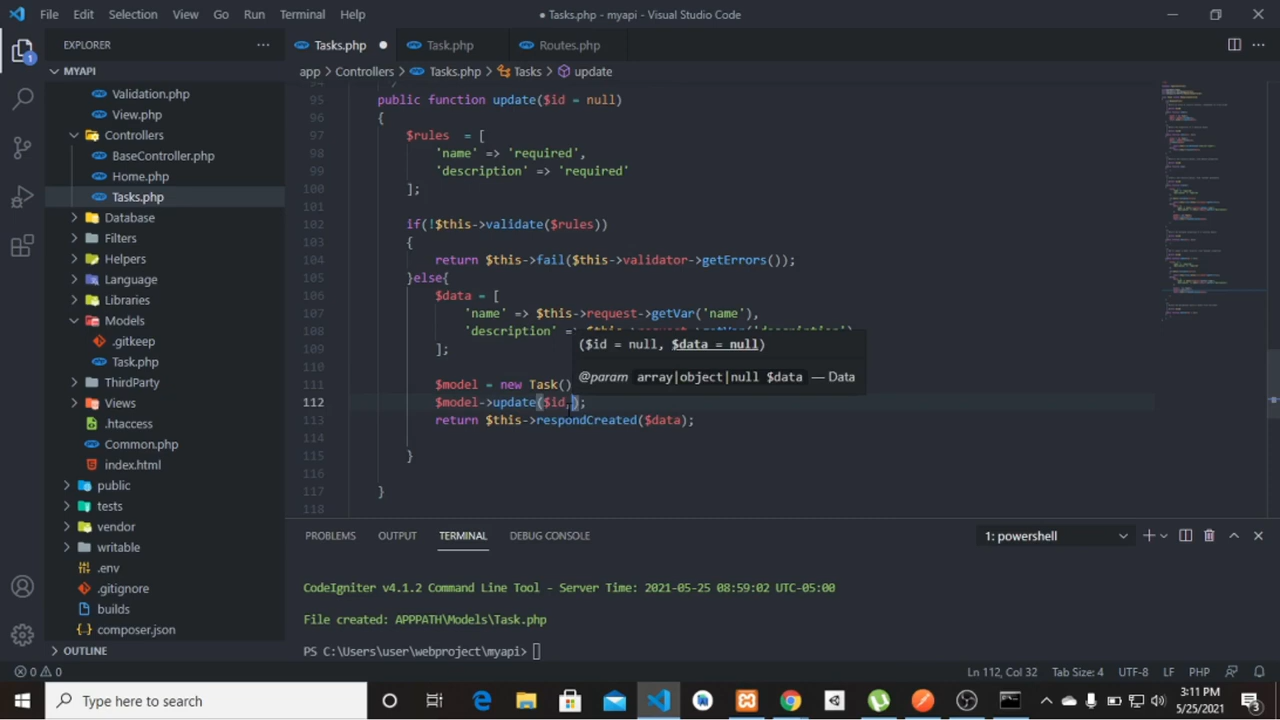 File Edit Selection View Go Run Terminal Help
● Tasks.php - myapi - Visual Studio Code
EXPLORER
Tasks.php
Task.php
Routes.php
1
MYAPI
app > Controllers > Tasks.php > Tasks > update
Validation.php
View.php
Controllers
BaseController.php
Home.php
Tasks.php
Database
Filters
Helpers
Language
Libraries
Models
.gitkeep
Task.php
ThirdParty
Views
.htaccess
Common.php
index.html
public
tests
vendor
writable
.env
.gitignore
builds
composer.json
OUTLINE
95 public function update($id = null)
96 {
97 $rules = [
98 'name' => 'required',
99 'description' => 'required'
100 ];
101
102 if(!$this->validate($rules))
103 {
104 return $this->fail($this->validator->getErrors());
105 }else{
106 $data = [
107 'name' => $this->request->getVar('name'),
108 'description' =>
109 ];
110
($id = null, $data = null)
@param array|object|null $data — Data
111 $model = new Task()
112 $model->update($id,);
113 return $this->respondCreated($data);
114
115 }
116
117 }
118
PROBLEMS OUTPUT TERMINAL DEBUG CONSOLE
1: powershell
CodeIgniter v4.1.2 Command Line Tool - Server Time: 2021-05-25 08:59:02 UTC-05:00
File created: APPPATH\Models\Task.php
PS C:\Users\user\webproject\myapi>
0 0
Ln 112, Col 32 Tab Size: 4 UTF-8 LF PHP
Type here to search
3:11 PM
5/25/2021
3